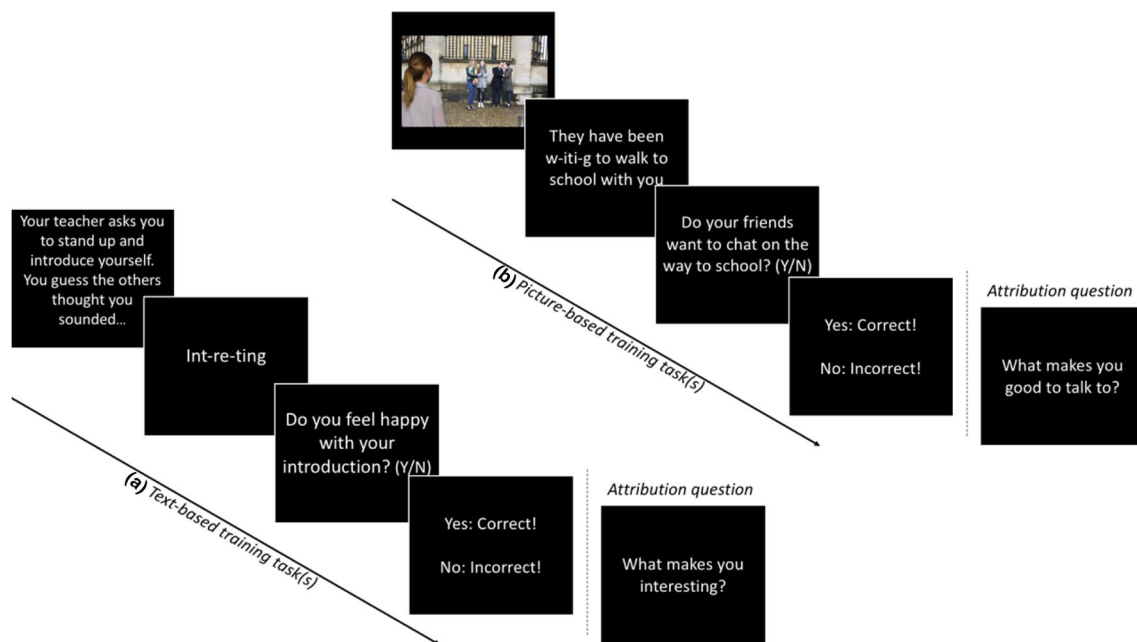 They have been
w-iti-g to walk to
school with you
Do your friends
want to chat on the
way to school? (Y/N)
Yes: Correct!
No: Incorrect!
Attribution question
What makes you
good to talk to?
(b) Picture-based training task(s)
Your teacher asks you
to stand up and
introduce yourself.
You guess the others
thought you
sounded…
Int-re-ting
Do you feel happy
with your
introduction? (Y/N)
Yes: Correct!
No: Incorrect!
Attribution question
What makes you
interesting?
(a) Text-based training task(s)